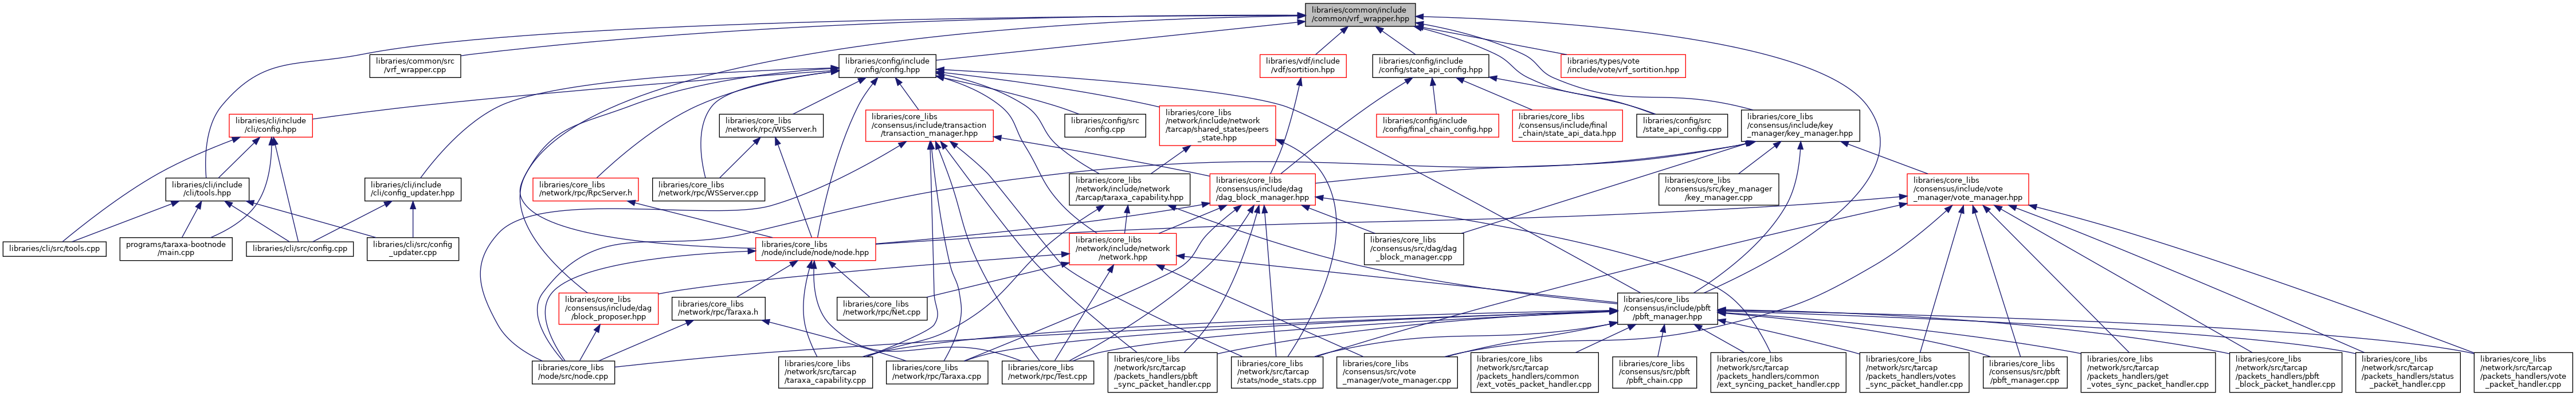 libraries/common/include
/common/vrf_wrapper.hpp
libraries/common/src
/vrf_wrapper.cpp
libraries/config/include
/config/config.hpp
libraries/vdf/include
/vdf/sortition.hpp
libraries/config/include
/config/state_api_config.hpp
libraries/types/vote
/include/vote/vrf_sortition.hpp
libraries/cli/include
/cli/config.hpp
libraries/core_libs
/network/rpc/WSServer.h
libraries/core_libs
/consensus/include/transaction
/transaction_manager.hpp
libraries/config/src
/config.cpp
libraries/core_libs
/network/include/network
/tarcap/shared_states/peers
_state.hpp
libraries/config/include
/config/final_chain_config.hpp
libraries/core_libs
/consensus/include/final
_chain/state_api_data.hpp
libraries/config/src
/state_api_config.cpp
libraries/core_libs
/consensus/include/key
_manager/key_manager.hpp
libraries/cli/include
/cli/tools.hpp
libraries/cli/include
/cli/config_updater.hpp
libraries/core_libs
/network/rpc/RpcServer.h
libraries/core_libs
/network/rpc/WSServer.cpp
libraries/core_libs
/network/include/network
/tarcap/taraxa_capability.hpp
libraries/core_libs
/consensus/include/dag
/dag_block_manager.hpp
libraries/core_libs
/consensus/src/key_manager
/key_manager.cpp
libraries/core_libs
/consensus/include/vote
_manager/vote_manager.hpp
libraries/cli/src/tools.cpp
programs/taraxa-bootnode
/main.cpp
libraries/cli/src/config.cpp
libraries/cli/src/config
_updater.cpp
libraries/core_libs
/node/include/node/node.hpp
libraries/core_libs
/network/include/network
/network.hpp
libraries/core_libs
/consensus/src/dag/dag
_block_manager.cpp
libraries/core_libs
/consensus/include/dag
/block_proposer.hpp
libraries/core_libs
/network/rpc/Taraxa.h
libraries/core_libs
/network/rpc/Net.cpp
libraries/core_libs
/consensus/include/pbft
/pbft_manager.hpp
libraries/core_libs
/node/src/node.cpp
libraries/core_libs
/network/src/tarcap
/taraxa_capability.cpp
libraries/core_libs
/network/rpc/Taraxa.cpp
libraries/core_libs
/network/rpc/Test.cpp
libraries/core_libs
/network/src/tarcap
/packets_handlers/pbft
_sync_packet_handler.cpp
libraries/core_libs
/network/src/tarcap
/stats/node_stats.cpp
libraries/core_libs
/consensus/src/vote
_manager/vote_manager.cpp
libraries/core_libs
/network/src/tarcap
/packets_handlers/common
/ext_votes_packet_handler.cpp
libraries/core_libs
/consensus/src/pbft
/pbft_chain.cpp
libraries/core_libs
/network/src/tarcap
/packets_handlers/common
/ext_syncing_packet_handler.cpp
libraries/core_libs
/network/src/tarcap
/packets_handlers/votes
_sync_packet_handler.cpp
libraries/core_libs
/consensus/src/pbft
/pbft_manager.cpp
libraries/core_libs
/network/src/tarcap
/packets_handlers/get
_votes_sync_packet_handler.cpp
libraries/core_libs
/network/src/tarcap
/packets_handlers/pbft
_block_packet_handler.cpp
libraries/core_libs
/network/src/tarcap
/packets_handlers/status
_packet_handler.cpp
libraries/core_libs
/network/src/tarcap
/packets_handlers/vote
_packet_handler.cpp